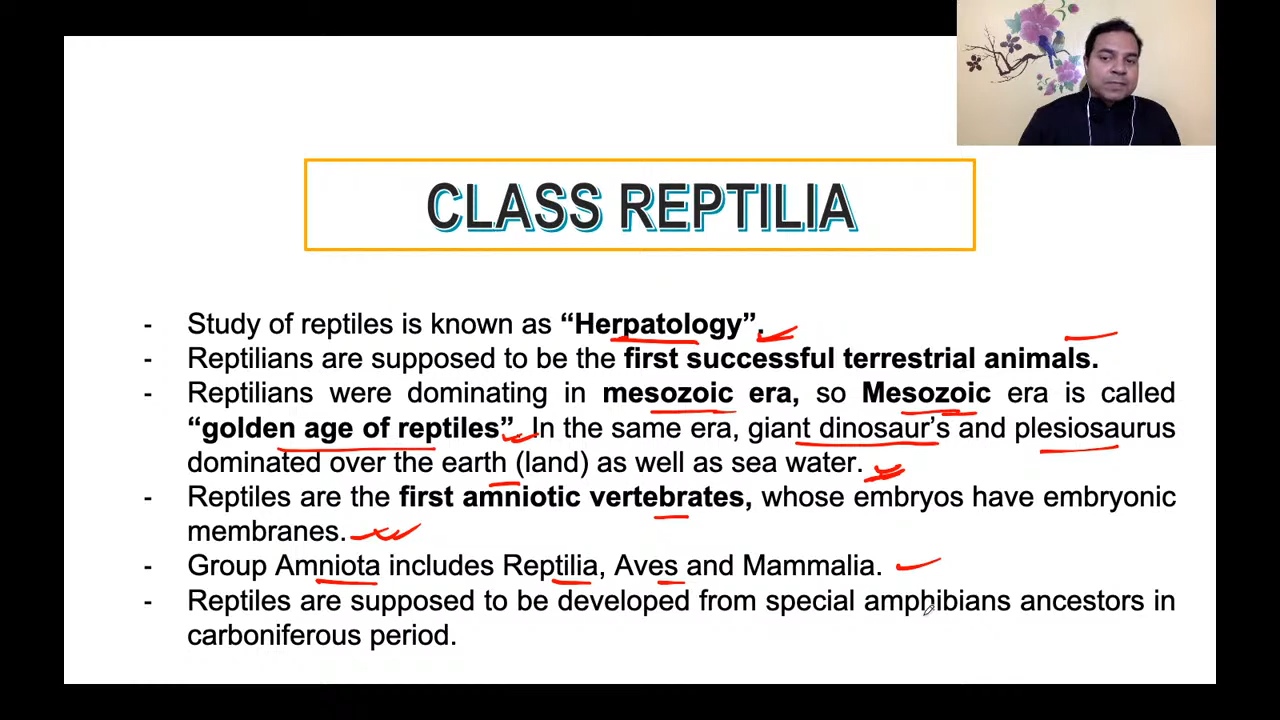 CLASS REPTILIA
- Study of reptiles is known as “Herpatology”.
- Reptilians are supposed to be the first successful terrestrial animals.
- Reptilians were dominating in mesozoic era, so Mesozoic era is called
“golden age of reptiles”. In the same era, giant dinosaur’s and plesiosaurus
dominated over the earth (land) as well as sea water.
- Reptiles are the first amniotic vertebrates, whose embryos have embryonic
membranes.
- Group Amniota includes Reptilia, Aves and Mammalia.
- Reptiles are supposed to be developed from special amphibians ancestors in
carboniferous period.